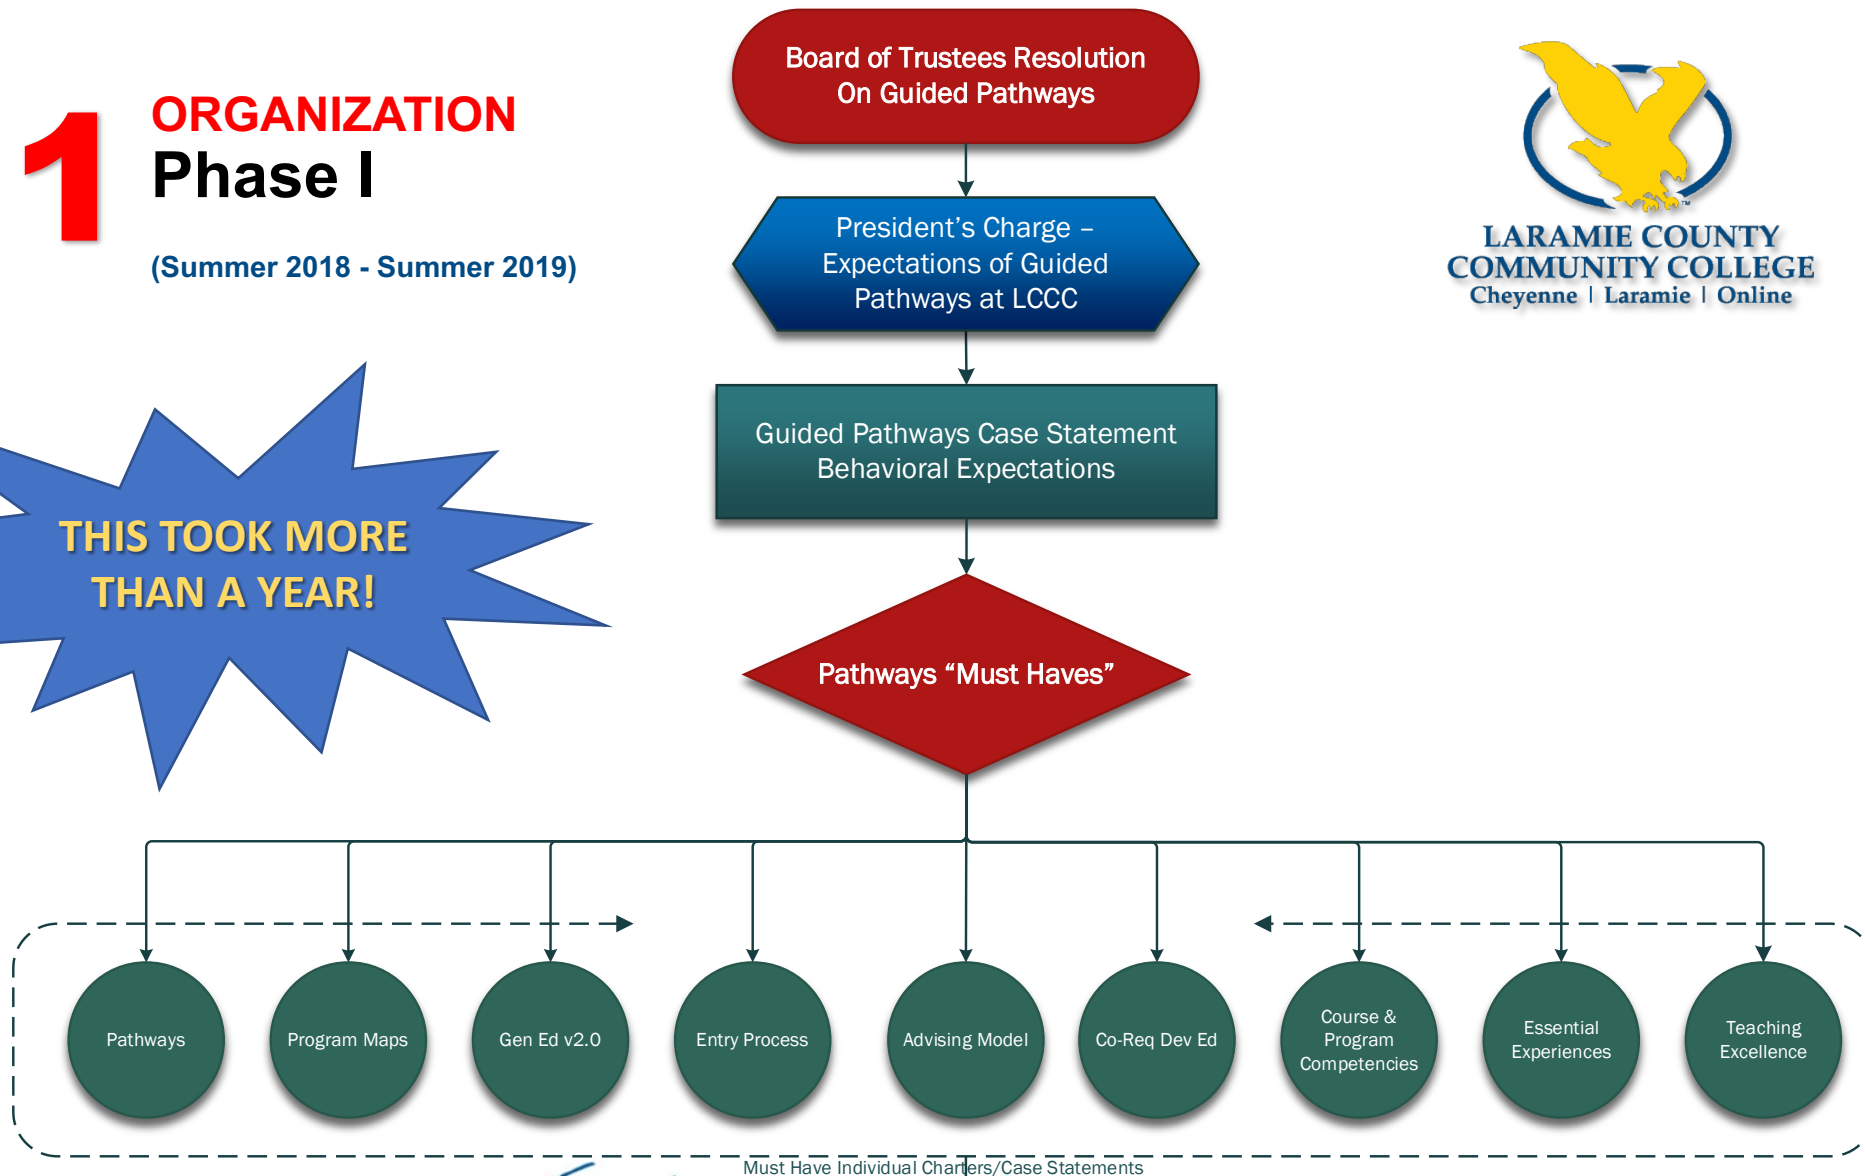 1
ORGANIZATION
Phase I
(Summer 2018 - Summer 2019)
Board of Trustees Resolution
On Guided Pathways
LARAMIE COUNTY
COMMUNITY COLLEGE
Cheyenne | Laramie | Online
TM
President’s Charge –
Expectations of Guided
Pathways at LCCC
Guided Pathways Case Statement
Behavioral Expectations
THIS TOOK MORE
THAN A YEAR!
Pathways “Must Haves”
Pathways
Program Maps
Gen Ed v2.0
Entry Process
Advising Model
Co-Req Dev Ed
Course &
Program
Competencies
Essential
Experiences
Teaching
Excellence
Must Have Individual Charters/Case Statements